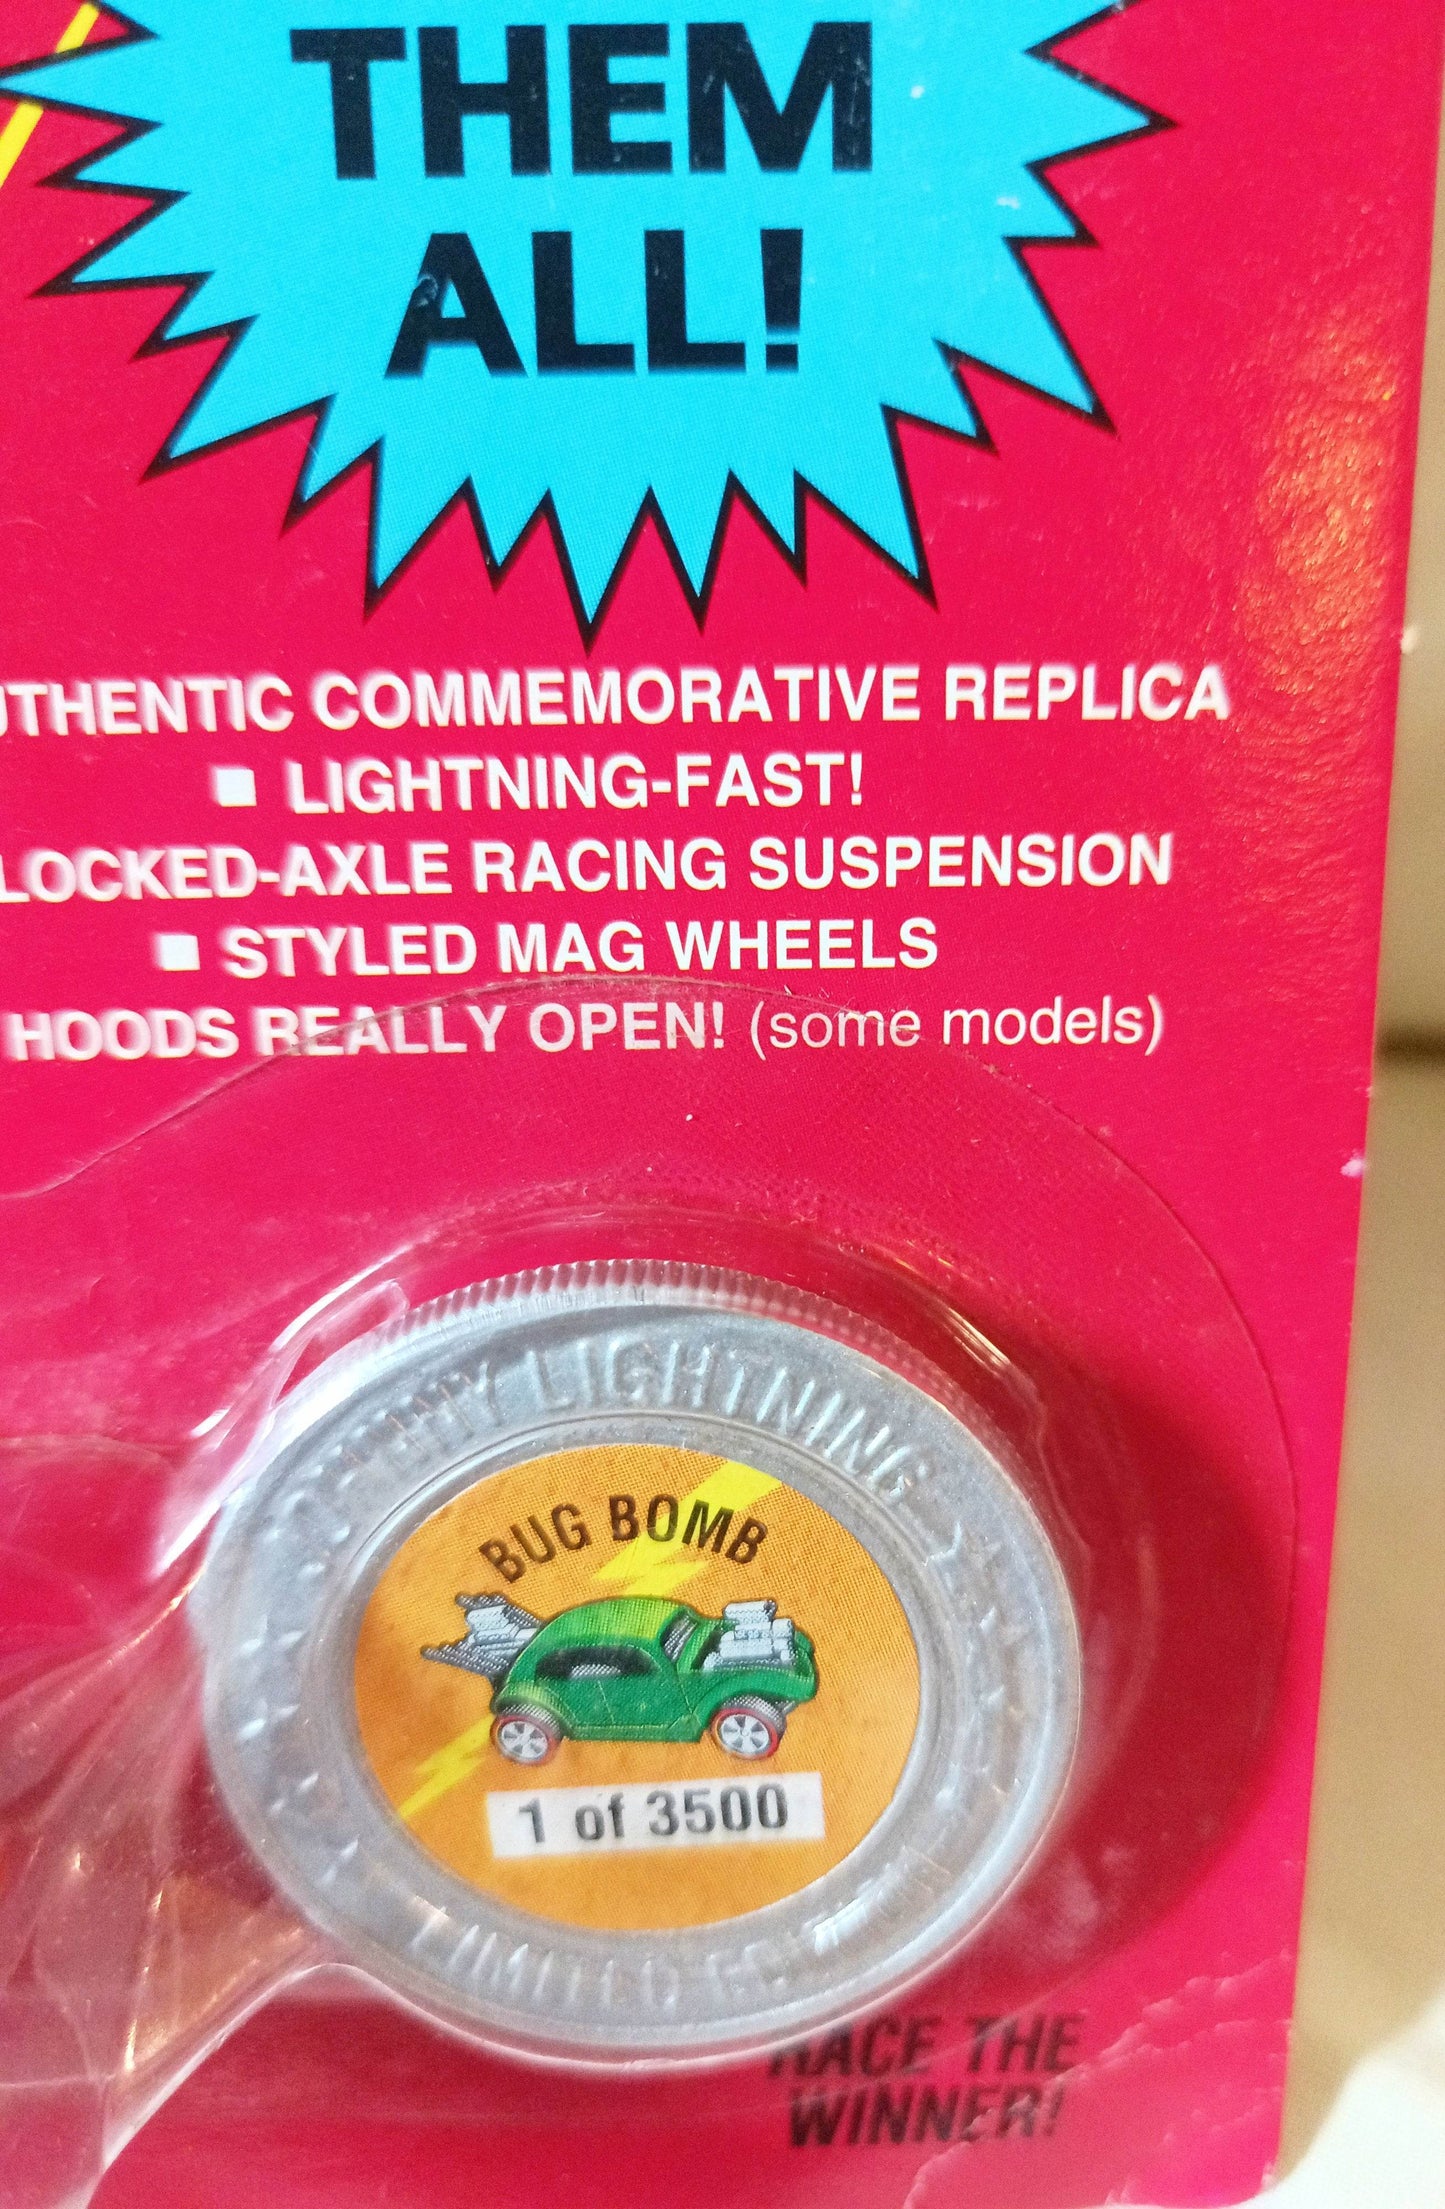 THEM
ALL!
UTHENTIC COMMEMORATIVE REPLICA
■ LIGHTNING-FAST!
LOCKED-AXLE RACING SUSPENSION
■ STYLED MAG WHEELS
HOODS REALLY OPEN! (some models)
LIGHTNING
BUG BOMB
1 of 3500
LIMITED
RACE THE
WINNER!